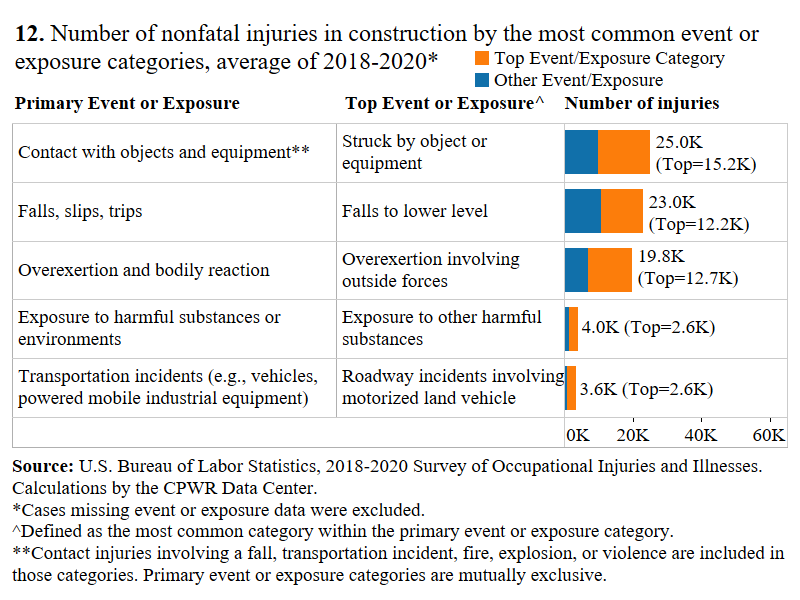 12. Number of nonfatal injuries in construction by the most common event or
exposure categories, average of 2018-2020*
Top Event/Exposure Category
Other Event/Exposure
Primary Event or Exposure Top Event or Exposure^ Number of injuries
Contact with objects and equipment**
Struck by object or
equipment
25.0K
(Top=15.2K)
Falls, slips, trips
Falls to lower level
23.0K
(Top=12.2K)
Overexertion and bodily reaction
Overexertion involving
outside forces
19.8K
(Top=12.7K)
Exposure to harmful substances or
environments
Exposure to other harmful
substances
4.0K (Top=2.6K)
Transportation incidents (e.g., vehicles,
powered mobile industrial equipment)
Roadway incidents involving
motorized land vehicle
3.6K (Top=2.6K)
0K 20K 40K 60K
Source: U.S. Bureau of Labor Statistics, 2018-2020 Survey of Occupational Injuries and Illnesses.
Calculations by the CPWR Data Center.
*Cases missing event or exposure data were excluded.
^Defined as the most common category within the primary event or exposure category.
**Contact injuries involving a fall, transportation incident, fire, explosion, or violence are included in
those categories. Primary event or exposure categories are mutually exclusive.